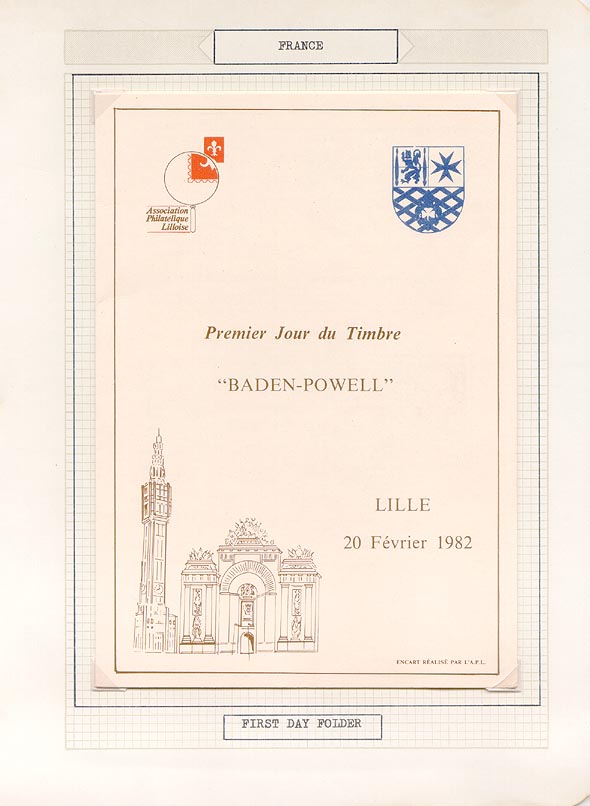 FRANCE
Association
Philatélique
Lilloise
Premier Jour du Timbre
“BADEN-POWELL”
LILLE
20 Février 1982
ENCART RÉALISÉ PAR L'A.P.L.
FIRST DAY FOLDER